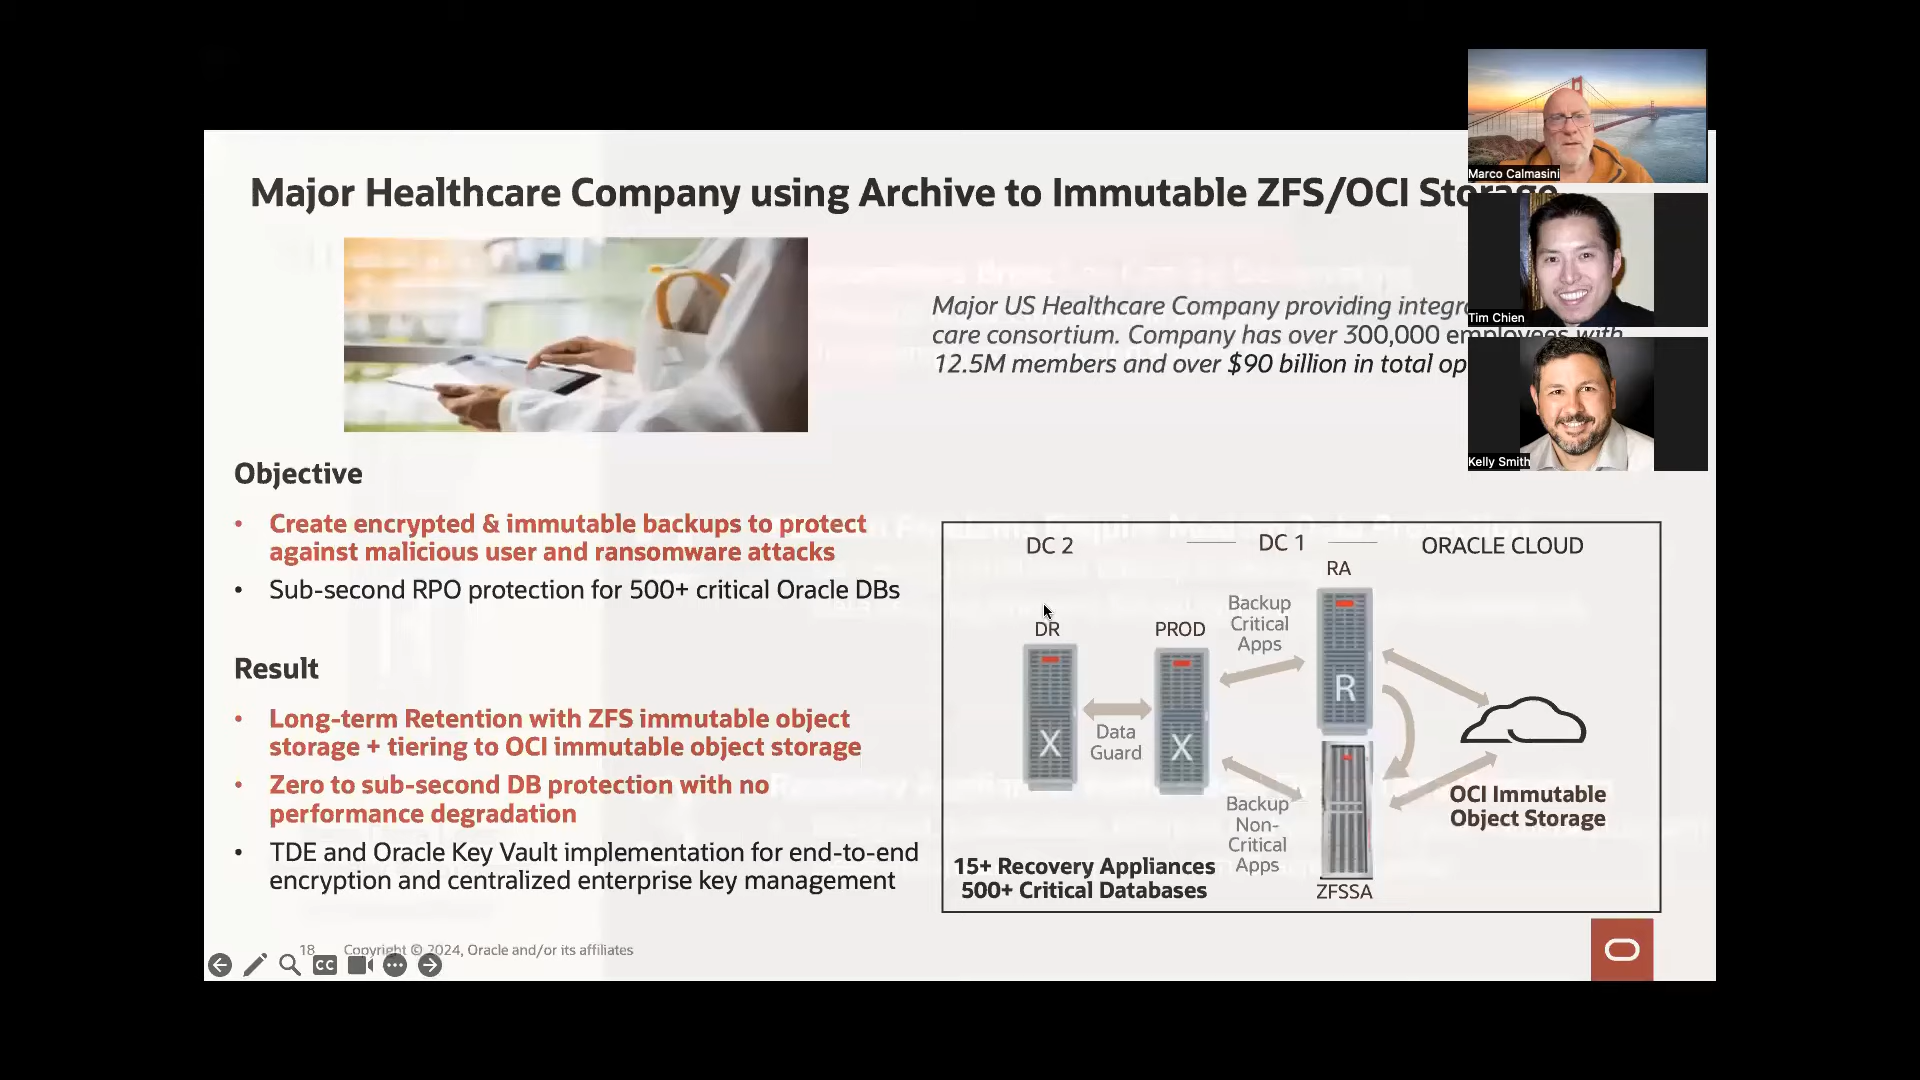 Major Healthcare Company using Archive to Immutable ZFS/OCI Storage
Marco Calmasini
Tim Chien
Kelly Smith
Major US Healthcare Company providing integr
care consortium. Company has over 300,000 employees with
12.5M members and over $90 billion in total op
Objective
• Create encrypted & immutable backups to protect
against malicious user and ransomware attacks
• Sub-second RPO protection for 500+ critical Oracle DBs
Result
• Long-term Retention with ZFS immutable object
storage + tiering to OCI immutable object storage
• Zero to sub-second DB protection with no
performance degradation
• TDE and Oracle Key Vault implementation for end-to-end
encryption and centralized enterprise key management
DC 2
DC 1
ORACLE CLOUD
RA
Backup
Critical
Apps
DR
PROD
R
X
X
Data
Guard
Backup
Non-
Critical
Apps
OCI Immutable
Object Storage
15+ Recovery Appliances
500+ Critical Databases
ZFSSA
18
Copyright © 2024, Oracle and/or its affiliates
CC